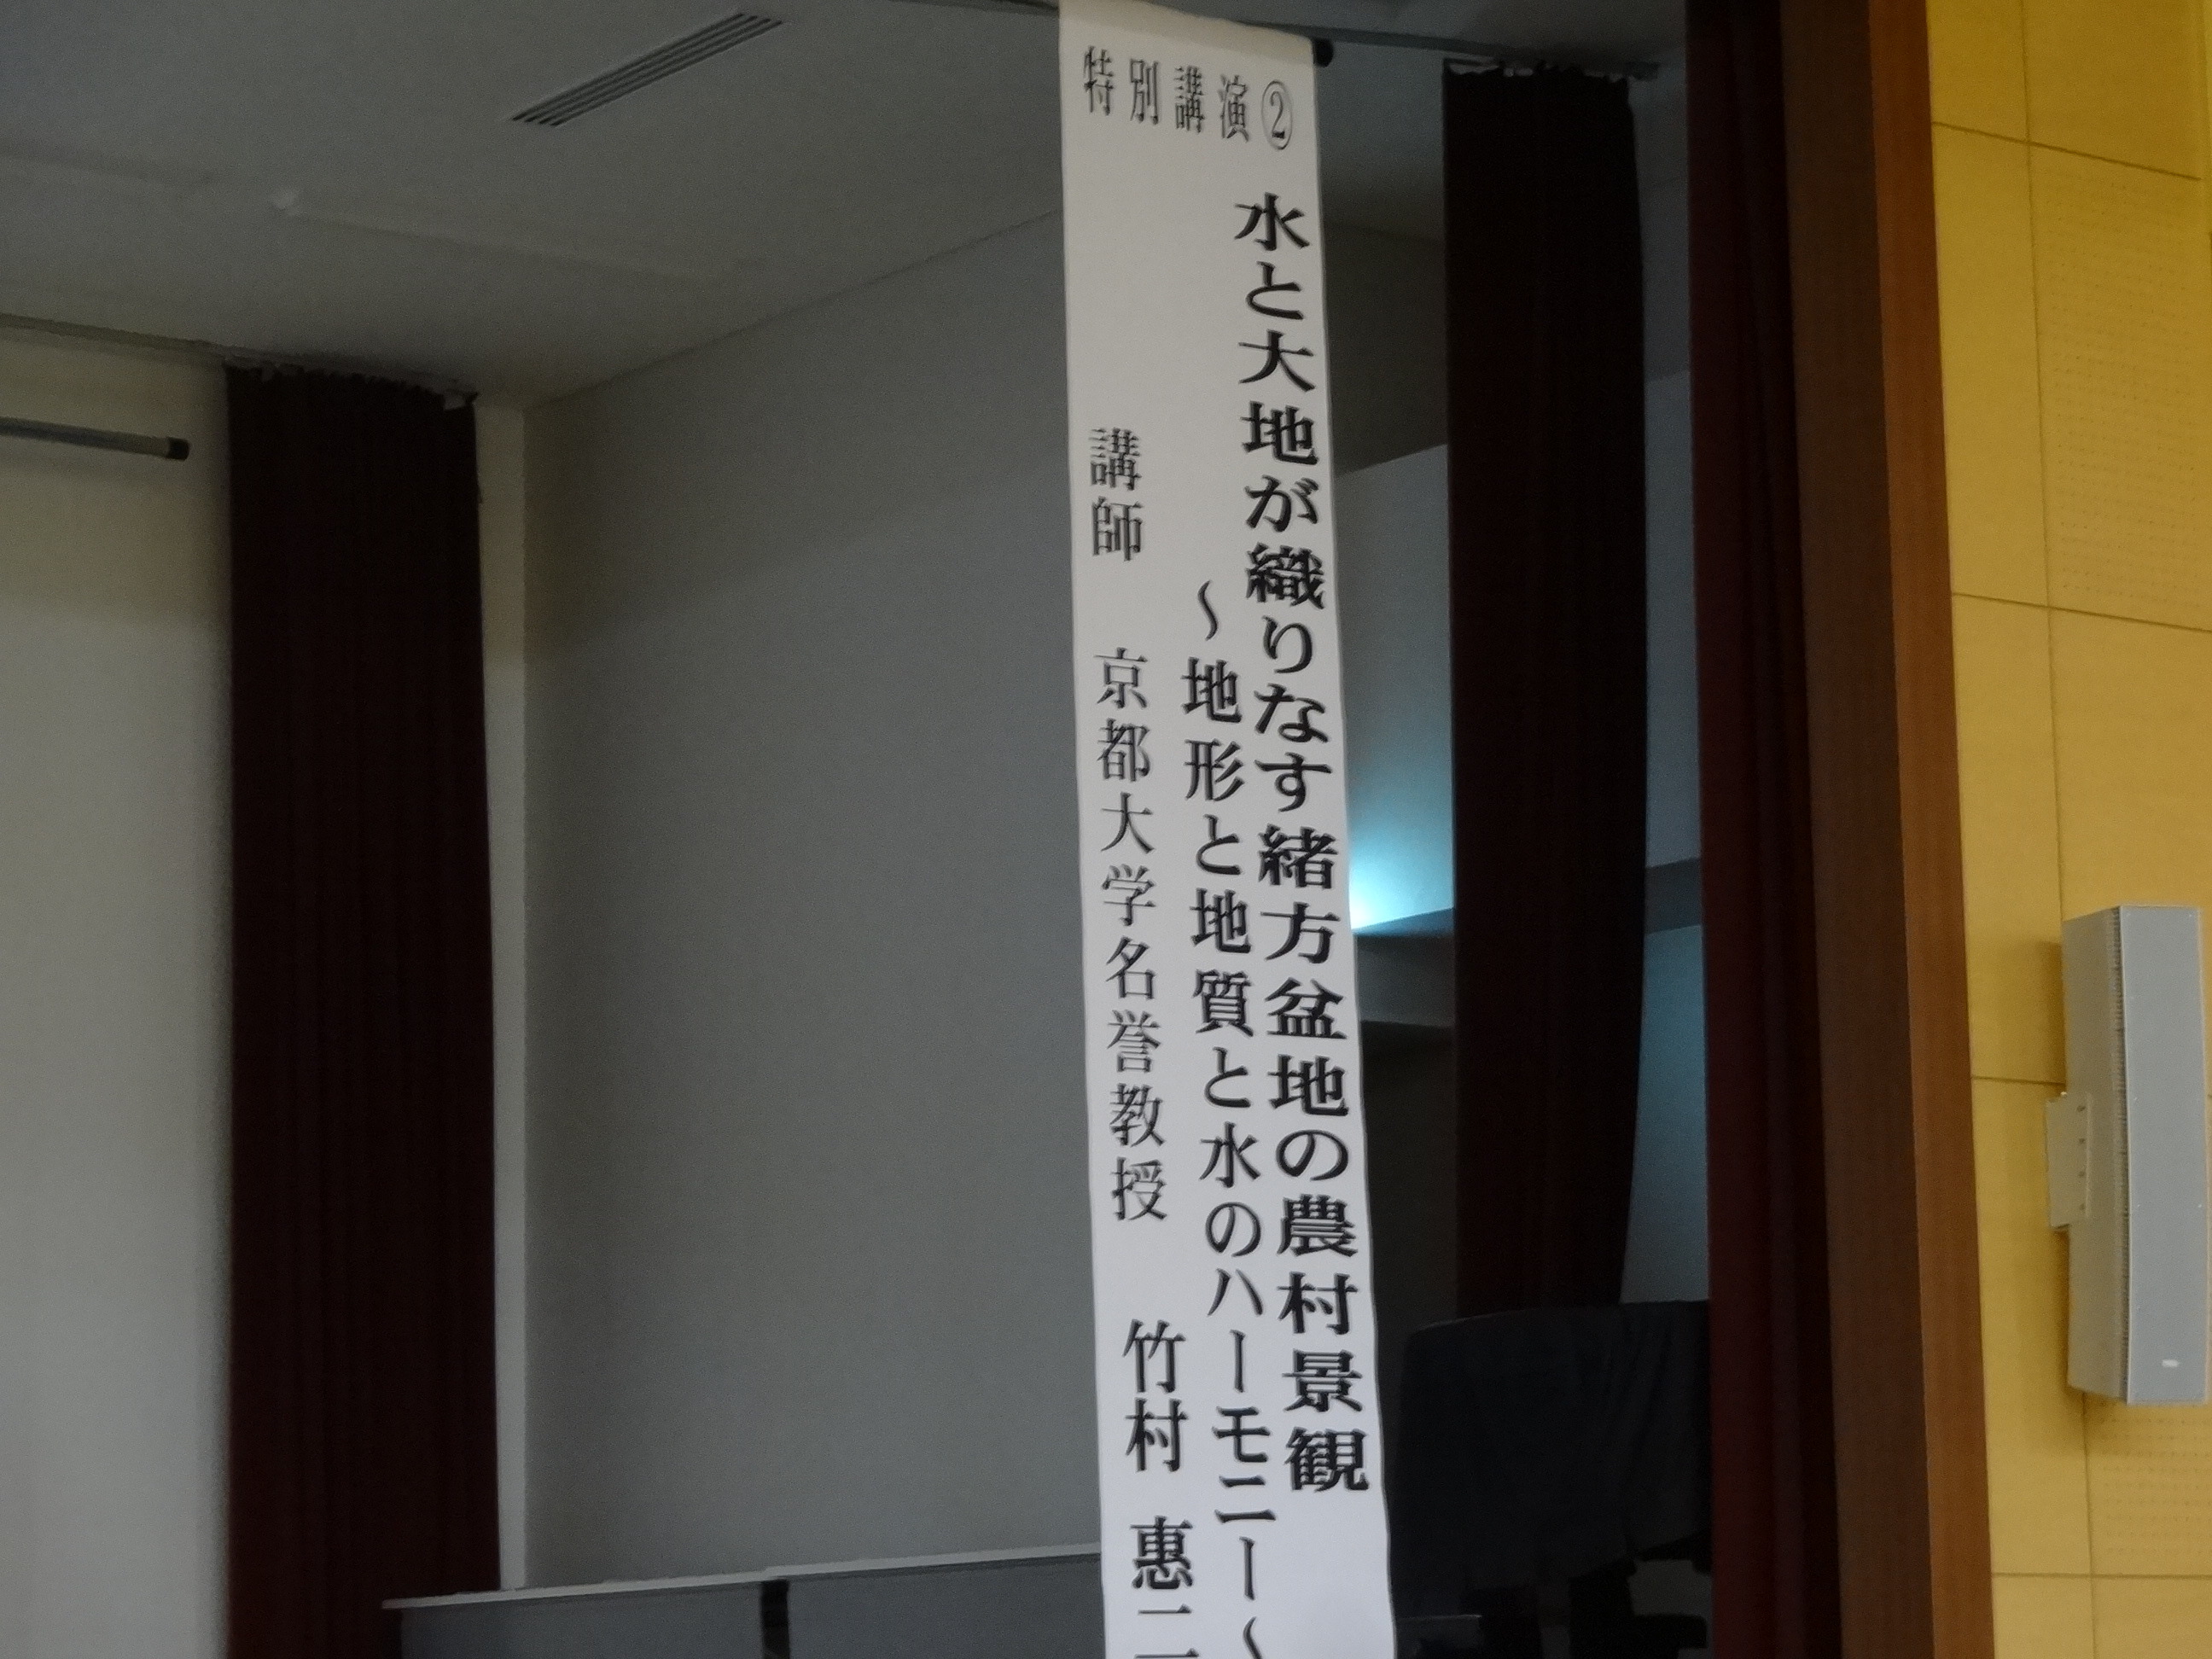 特別講演②
水と大地が織りなす緒方盆地の農村景観
～地形と地質と水のハーモニー～
講師 京都大学名誉教授 竹村 惠二